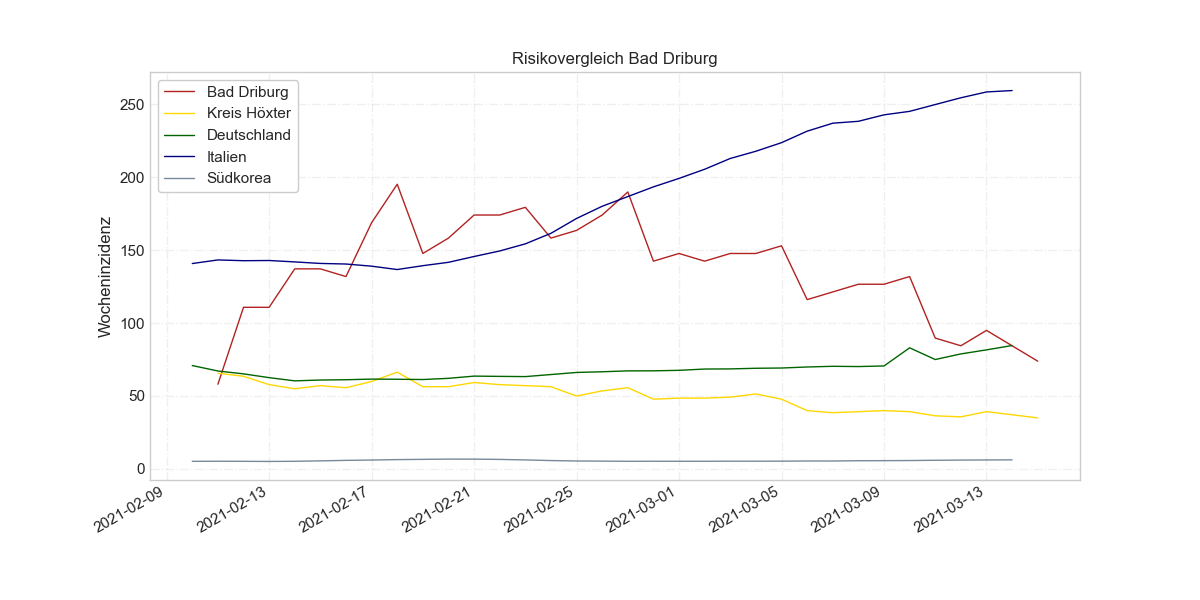 Risikovergleich Bad Driburg
Bad Driburg
Kreis Höxter
Deutschland
Italien
Südkorea
Wocheninzidenz
250
200
150
100
50
0
2021-02-09
2021-02-13
2021-02-17
2021-02-21
2021-02-25
2021-03-01
2021-03-05
2021-03-09
2021-03-13